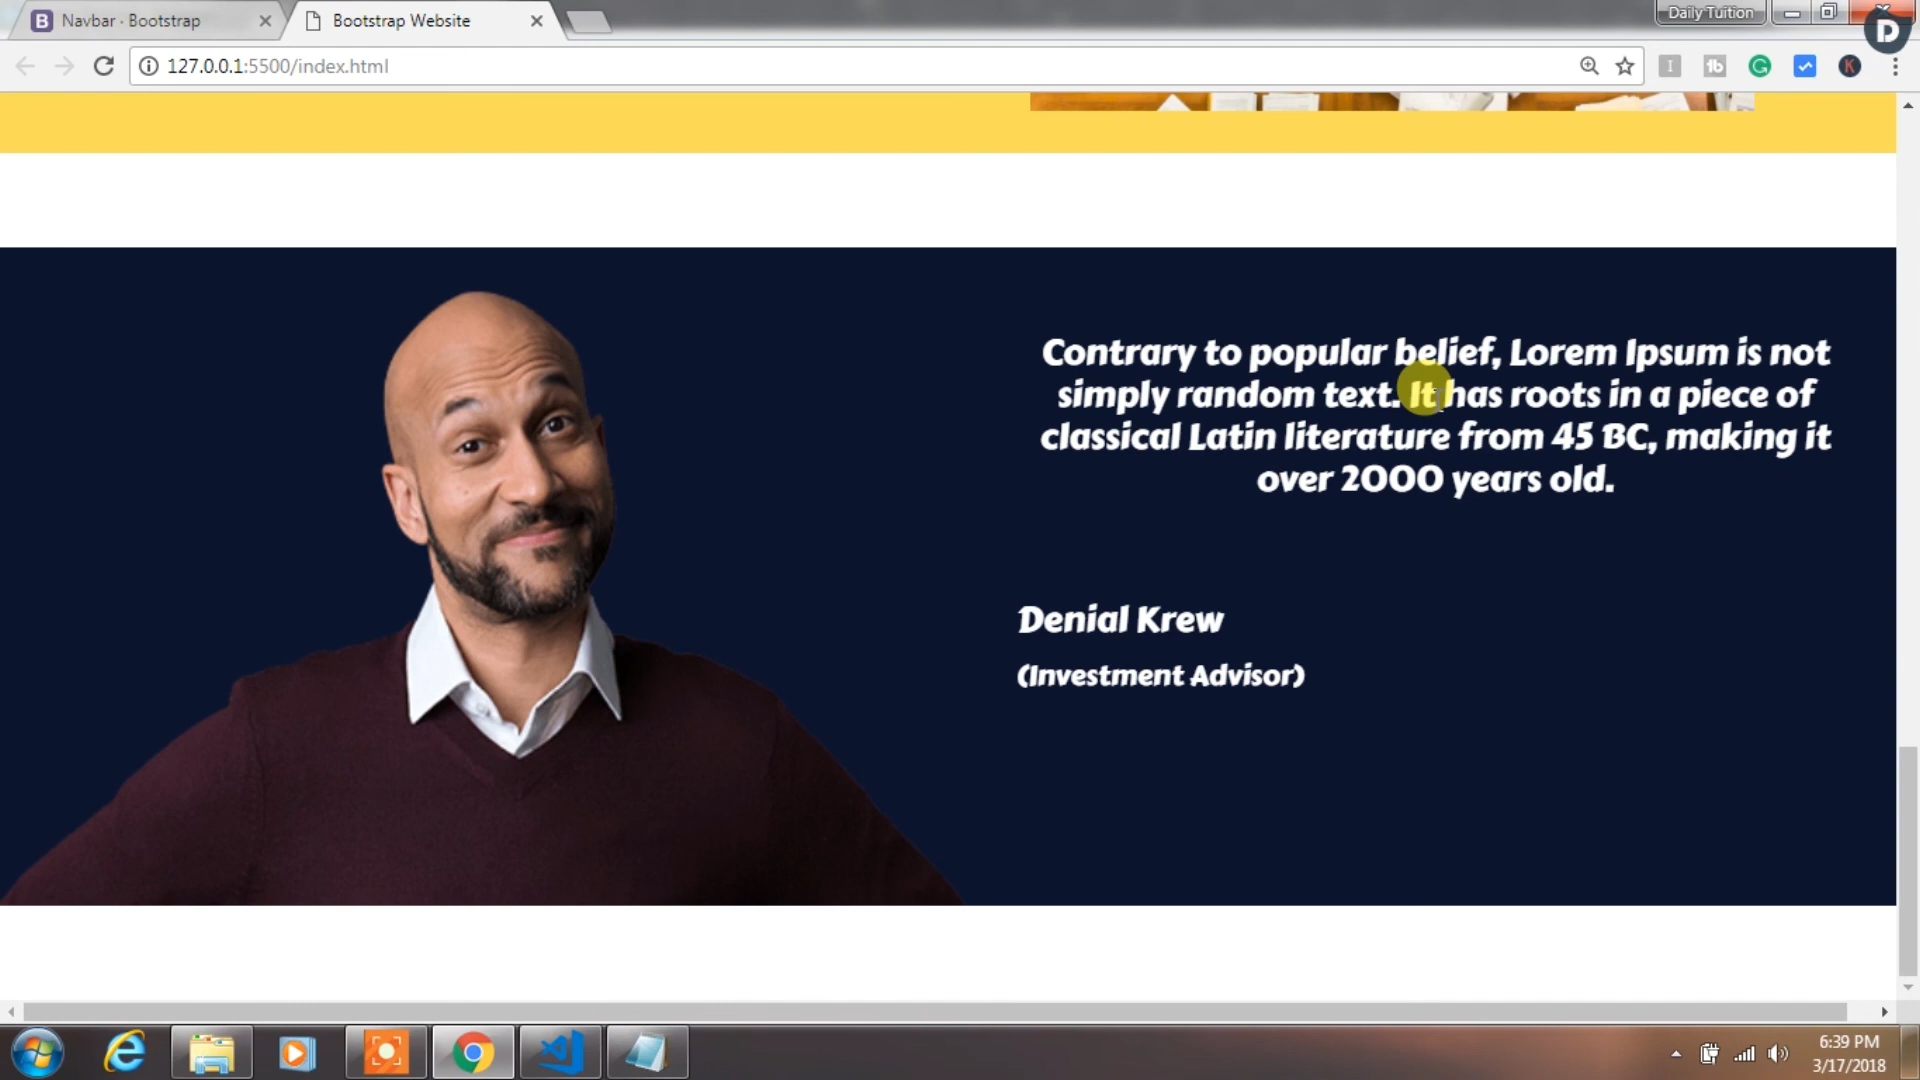 B Navbar · Bootstrap
Bootstrap Website
Daily Tuition
D
127.0.0.1:5500/index.html
I
tb
G
K
Contrary to popular belief, Lorem Ipsum is not
simply random text. It has roots in a piece of
classical Latin literature from 45 BC, making it
over 2000 years old.
Denial Krew
(Investment Advisor)
6:39 PM
3/17/2018